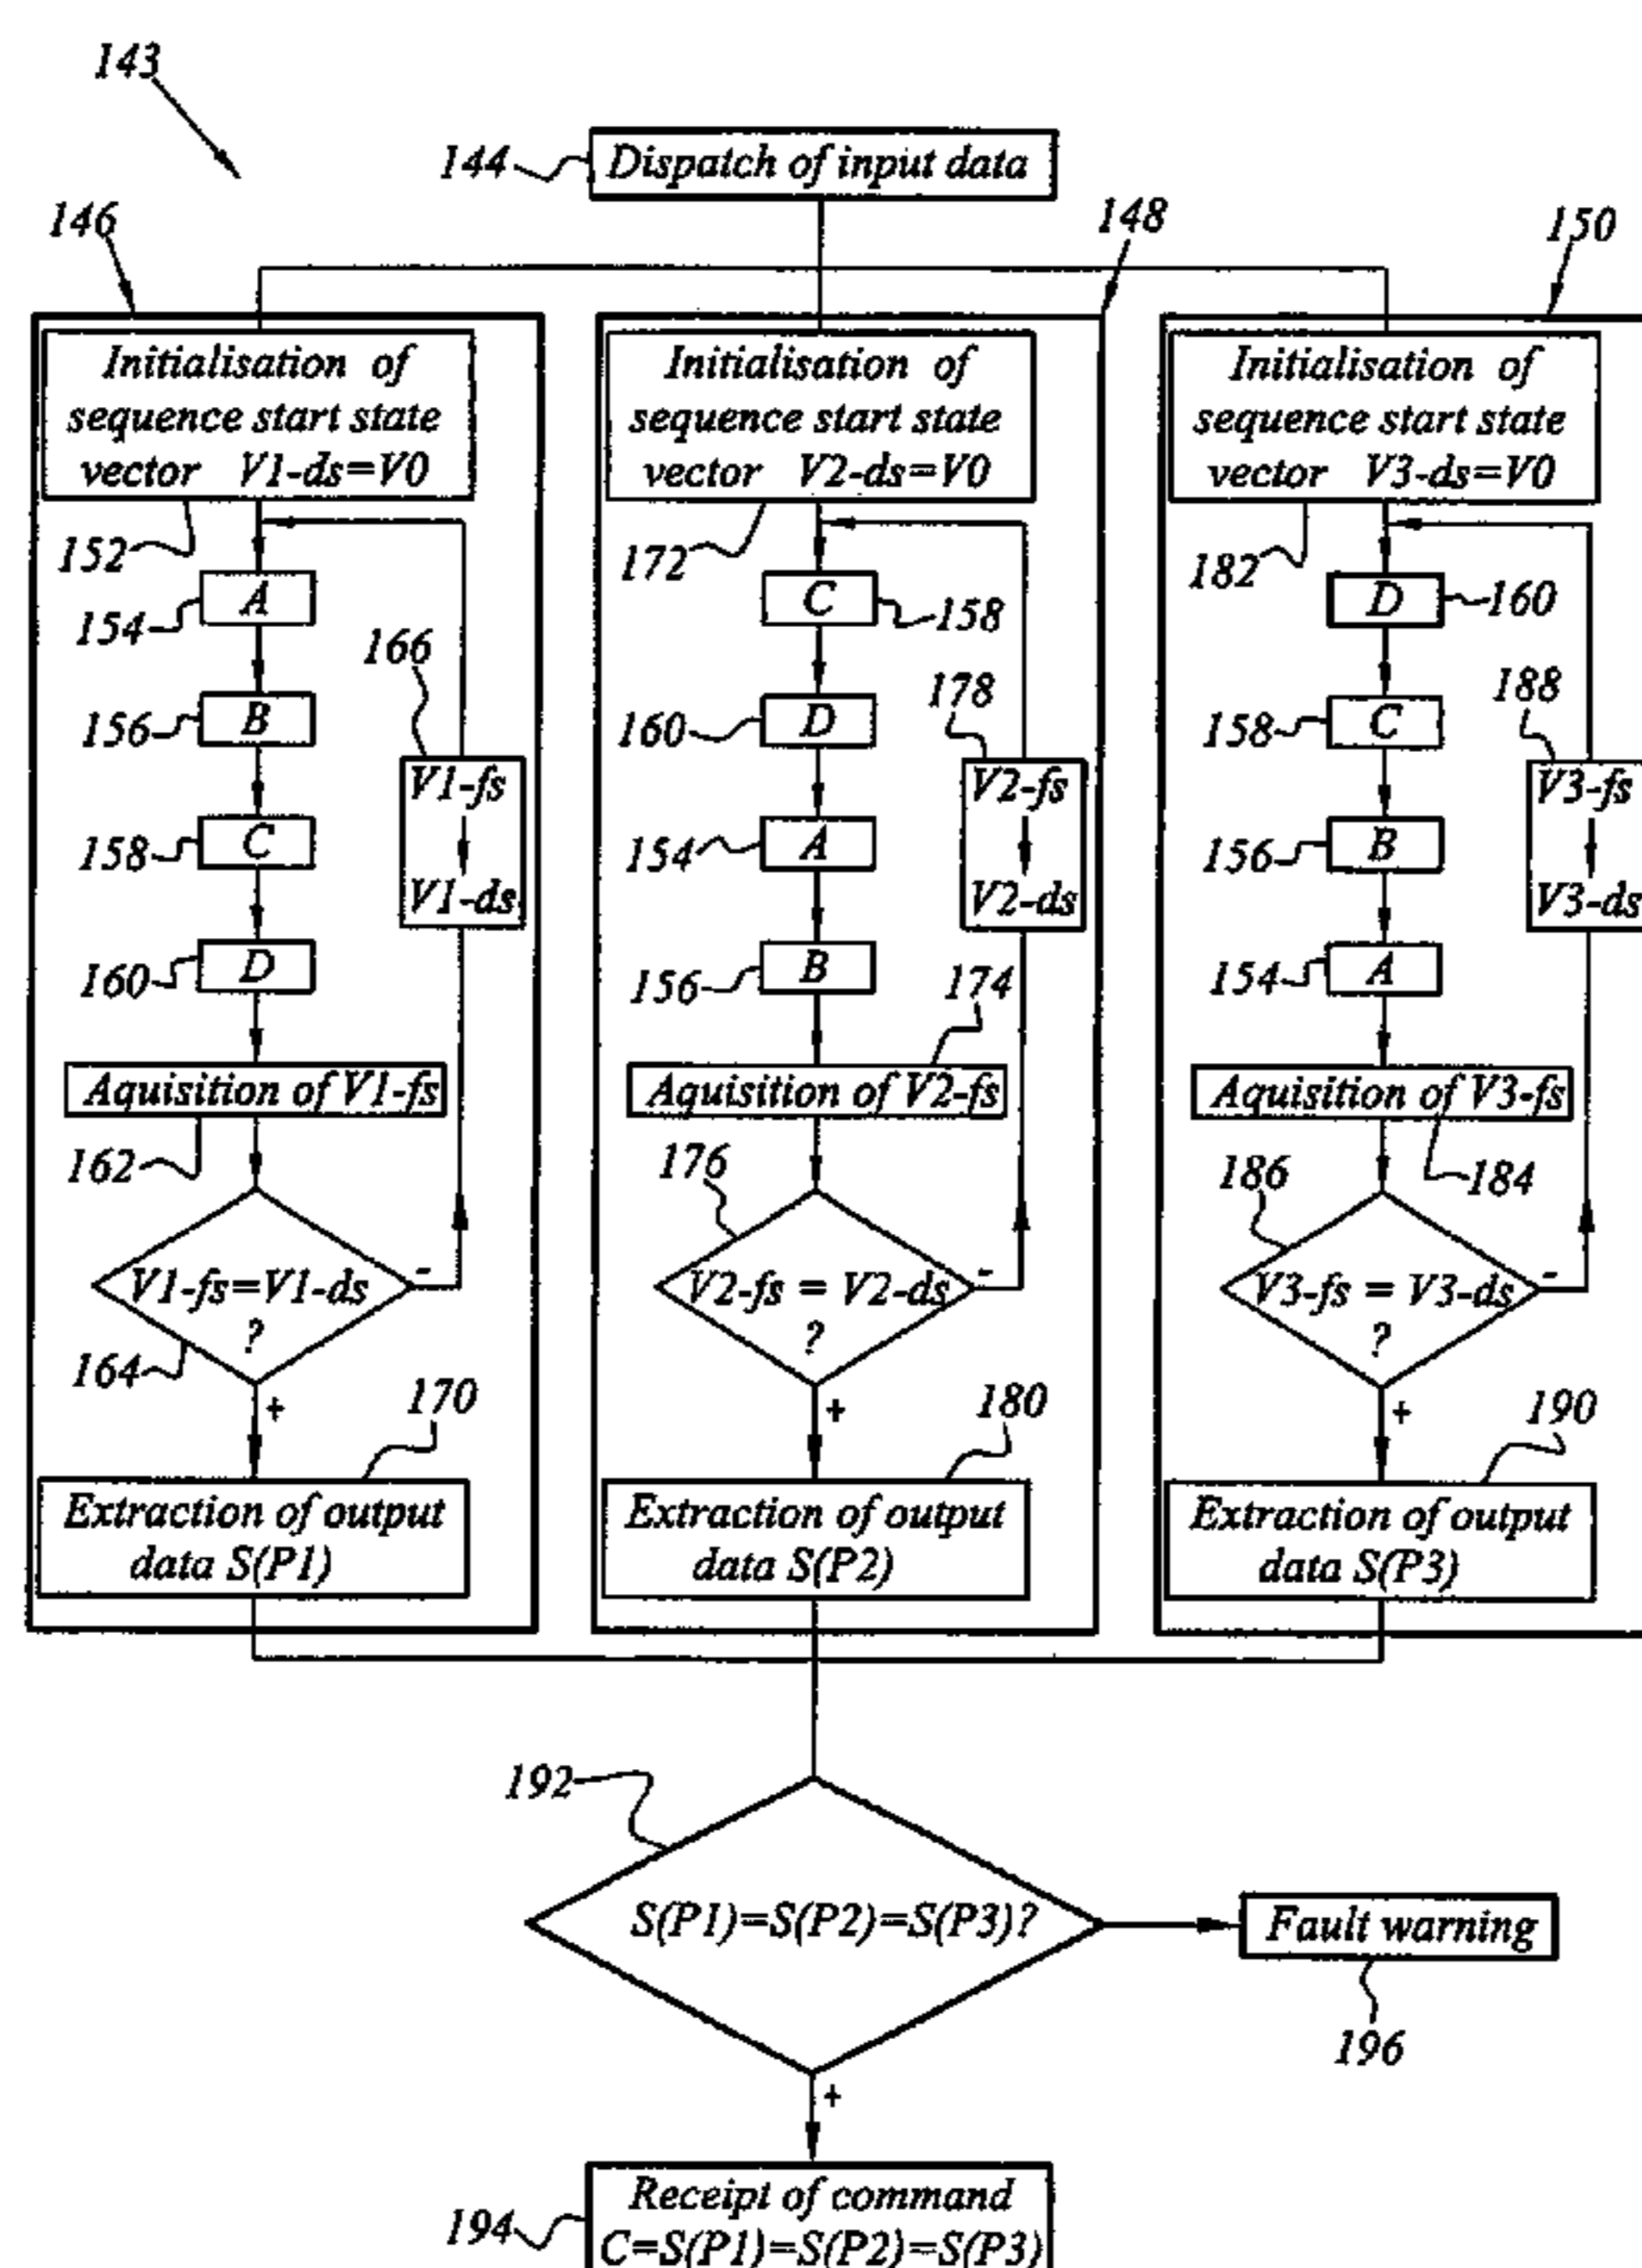 143
144
Dispatch of input data
146
148
150
Initialisation of
sequence start state
vector V1-ds=V0
152
A
154
B
156
C
158
D
160
166
V1-fs
V1-ds
Aquisition of V1-fs
162
V1-fs=V1-ds
?
-
164
+
170
Extraction of output
data S(P1)
Initialisation of
sequence start state
vector V2-ds=V0
172
C
158
D
160
A
154
B
156
178
V2-fs
V2-ds
174
Aquisition of V2-fs
176
V2-fs = V2-ds
?
-
+
180
Extraction of output
data S(P2)
Initialisation of
sequence start state
vector V3-ds=V0
182
D
160
C
158
B
156
A
154
188
V3-fs
V3-ds
Aquisition of V3-fs
184
186
V3-fs = V3-ds
?
-
+
190
Extraction of output
data S(P3)
192
S(P1)=S(P2)=S(P3)?
Fault warning
196
+
194
Receipt of command
C=S(P1)=S(P2)=S(P3)